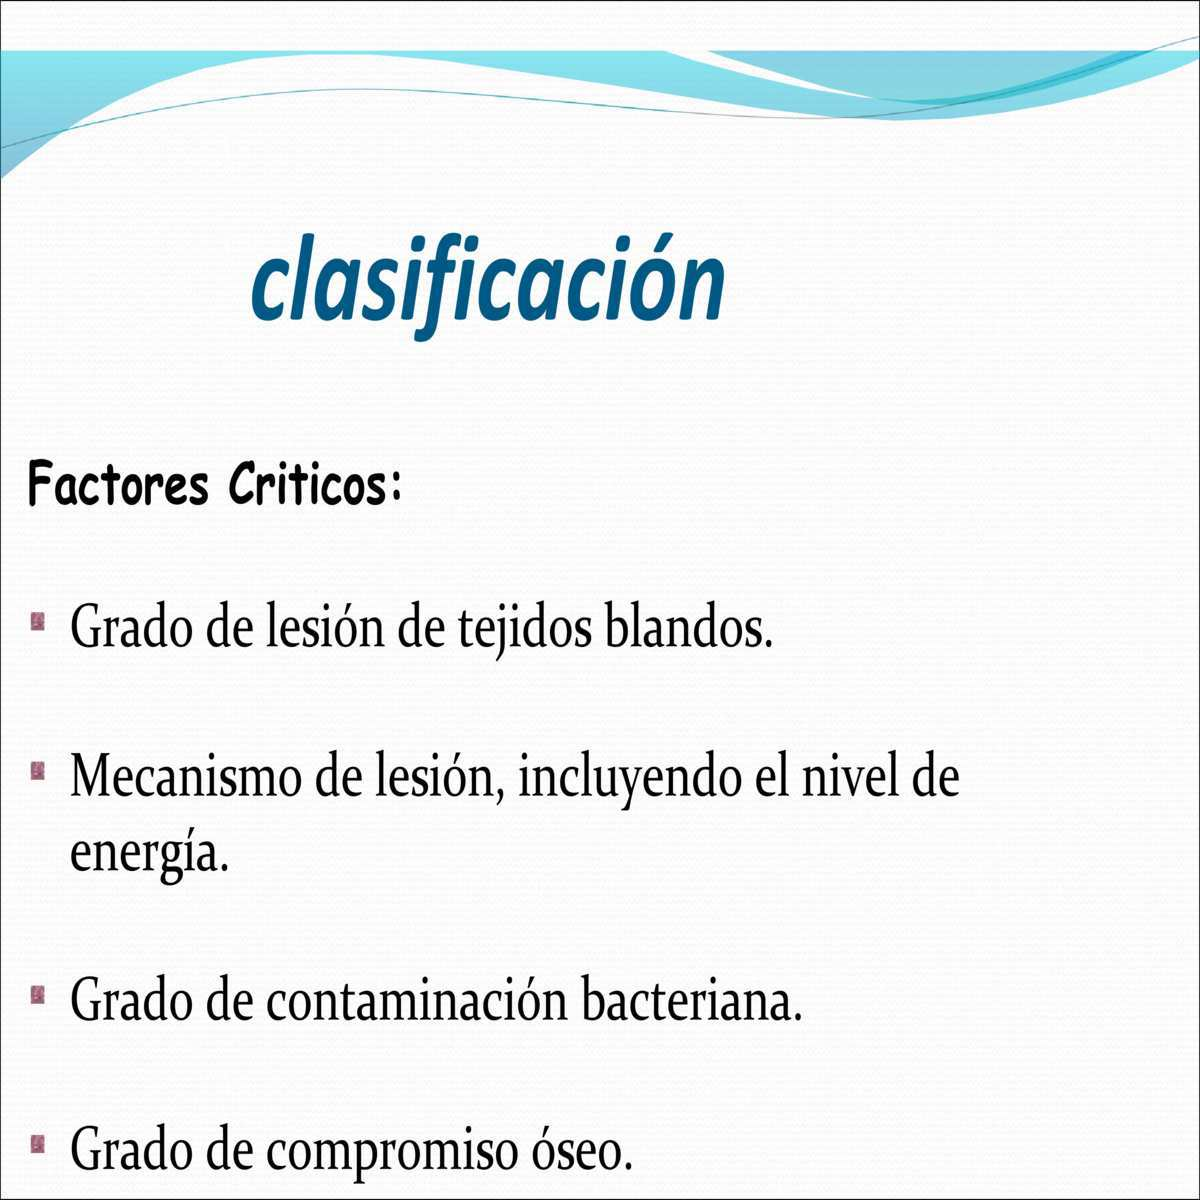 clasificación
Factores Criticos:
Grado de lesión de tejidos blandos.
Mecanismo de lesión, incluyendo el nivel de
energía.
Grado de contaminación bacteriana.
Grado de compromiso óseo.